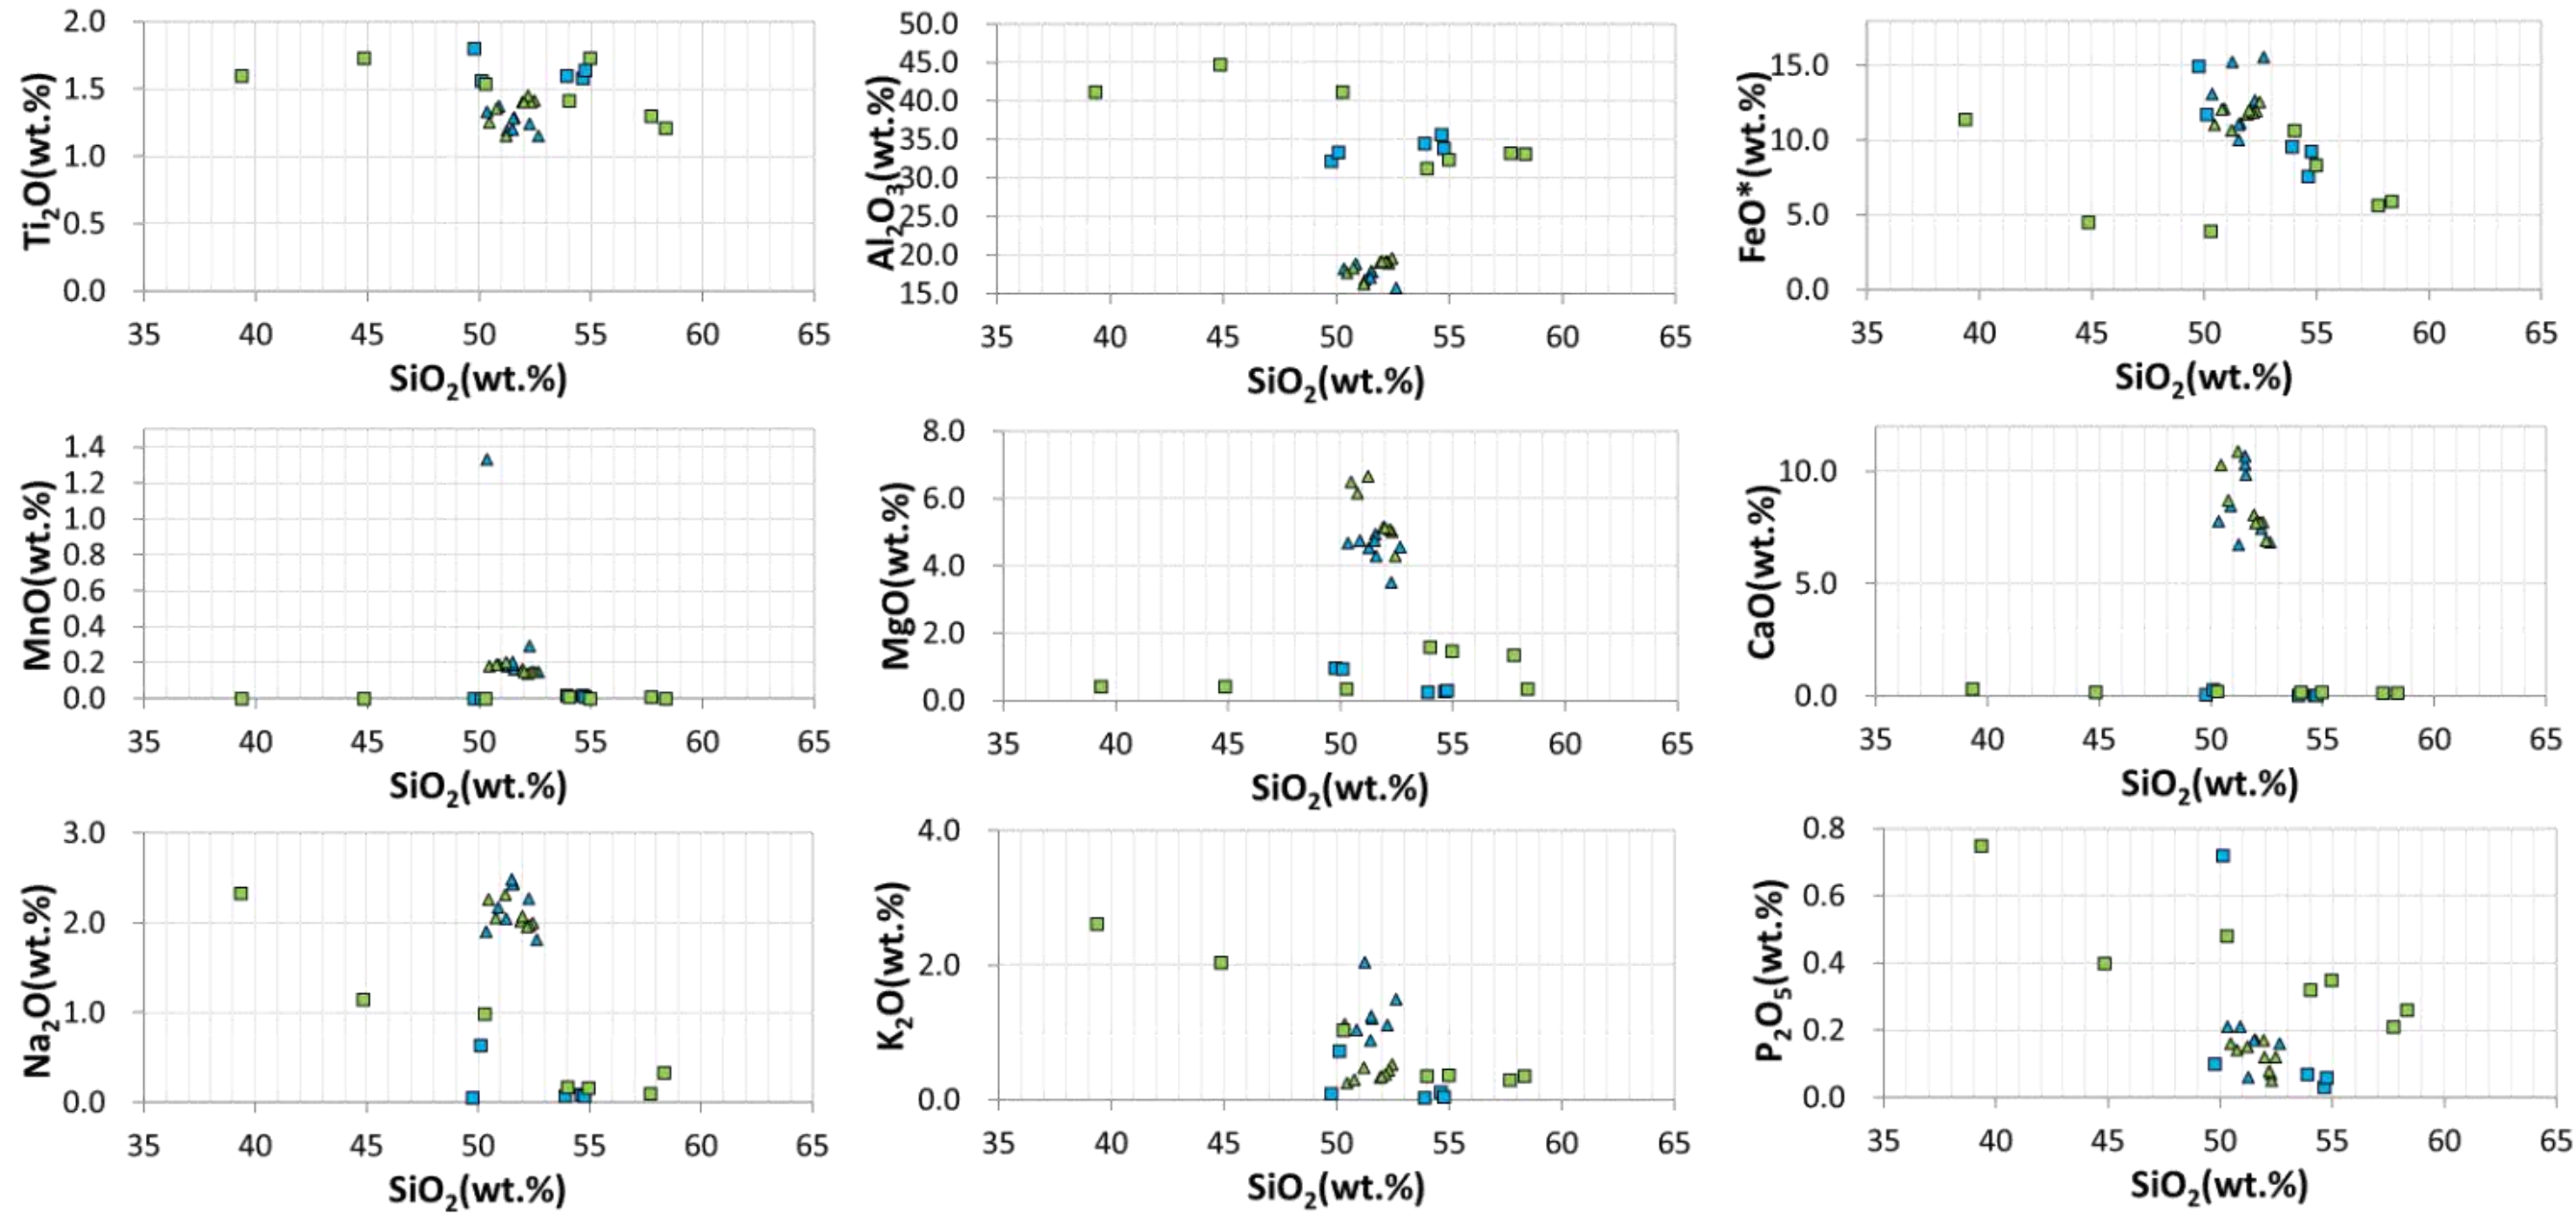 Ti₂O(wt.%)
2.0
1.5
1.0
0.5
0.0
35 40 45 50 55 60 65
SiO₂(wt.%)
Al₂O₃(wt.%)
50.0
45.0
40.0
35.0
30.0
25.0
20.0
15.0
35 40 45 50 55 60 65
SiO₂(wt.%)
FeO*(wt.%)
15.0
10.0
5.0
0.0
35 40 45 50 55 60 65
SiO₂(wt.%)
MnO(wt.%)
1.4
1.2
1.0
0.8
0.6
0.4
0.2
0.0
35 40 45 50 55 60 65
SiO₂(wt.%)
MgO(wt.%)
8.0
6.0
4.0
2.0
0.0
35 40 45 50 55 60 65
SiO₂(wt.%)
CaO(wt.%)
10.0
5.0
0.0
35 40 45 50 55 60 65
SiO₂(wt.%)
Na₂O(wt.%)
3.0
2.0
1.0
0.0
35 40 45 50 55 60 65
SiO₂(wt.%)
K₂O(wt.%)
4.0
2.0
0.0
35 40 45 50 55 60 65
SiO₂(wt.%)
P₂O₅(wt.%)
0.8
0.6
0.4
0.2
0.0
35 40 45 50 55 60 65
SiO₂(wt.%)